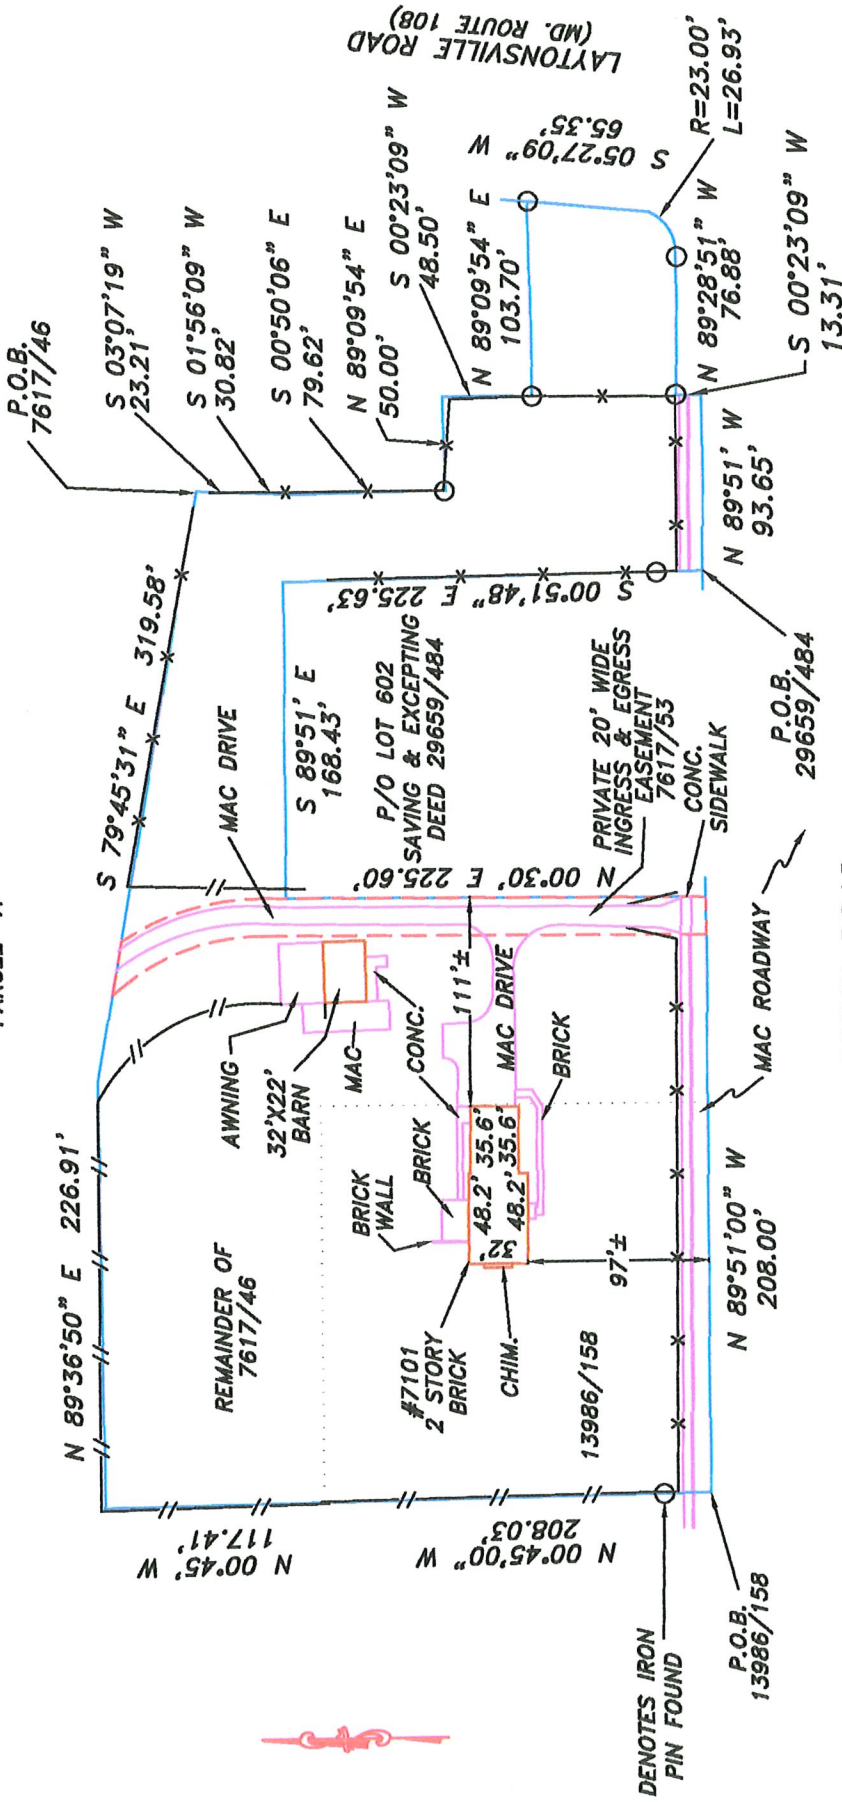 N 89°36'50" E 226.91'
S 79°45'31" E 319.58'
P.O.B.
7617/46
S 03°07'19" W
23.21'
S 01°56'09" W
30.82'
S 00°50'06" E
79.62'
N 89°09'54" E
50.00'
S 00°23'09" W
48.50'
N 89°09'54" E
103.70'
LAYTONSVILLE ROAD
(MD. ROUTE 108)
S 05°27'09" W
65.35'
R=23.00'
L=26.93'
N 89°28'51" W
76.88'
S 00°23'09" W
13.31'
N 89°51' W
93.65'
P.O.B.
29659/484
S 00°51'48" E 225.63'
S 89°51' E
168.43'
P/O LOT 602
SAVING & EXCEPTING
DEED 29659/484
N 00°30' E 225.60'
PRIVATE 20' WIDE
INGRESS & EGRESS
EASEMENT
7617/53
CONC.
SIDEWALK
MAC DRIVE
AWNING
32'X22'
BARN
MAC
CONC.
111'±
MAC DRIVE
BRICK
REMAINDER OF
7617/46
BRICK
WALL
BRICK
48.2' 35.6'
32'
48.2' 35.6'
#7101
2 STORY
BRICK
CHIM.
97'±
13986/158
N 00°45' W
117.41'
N 00°45'00" W
208.03'
DENOTES IRON
PIN FOUND
P.O.B.
13986/158
N 89°51'00" W
208.00'
MAC ROADWAY